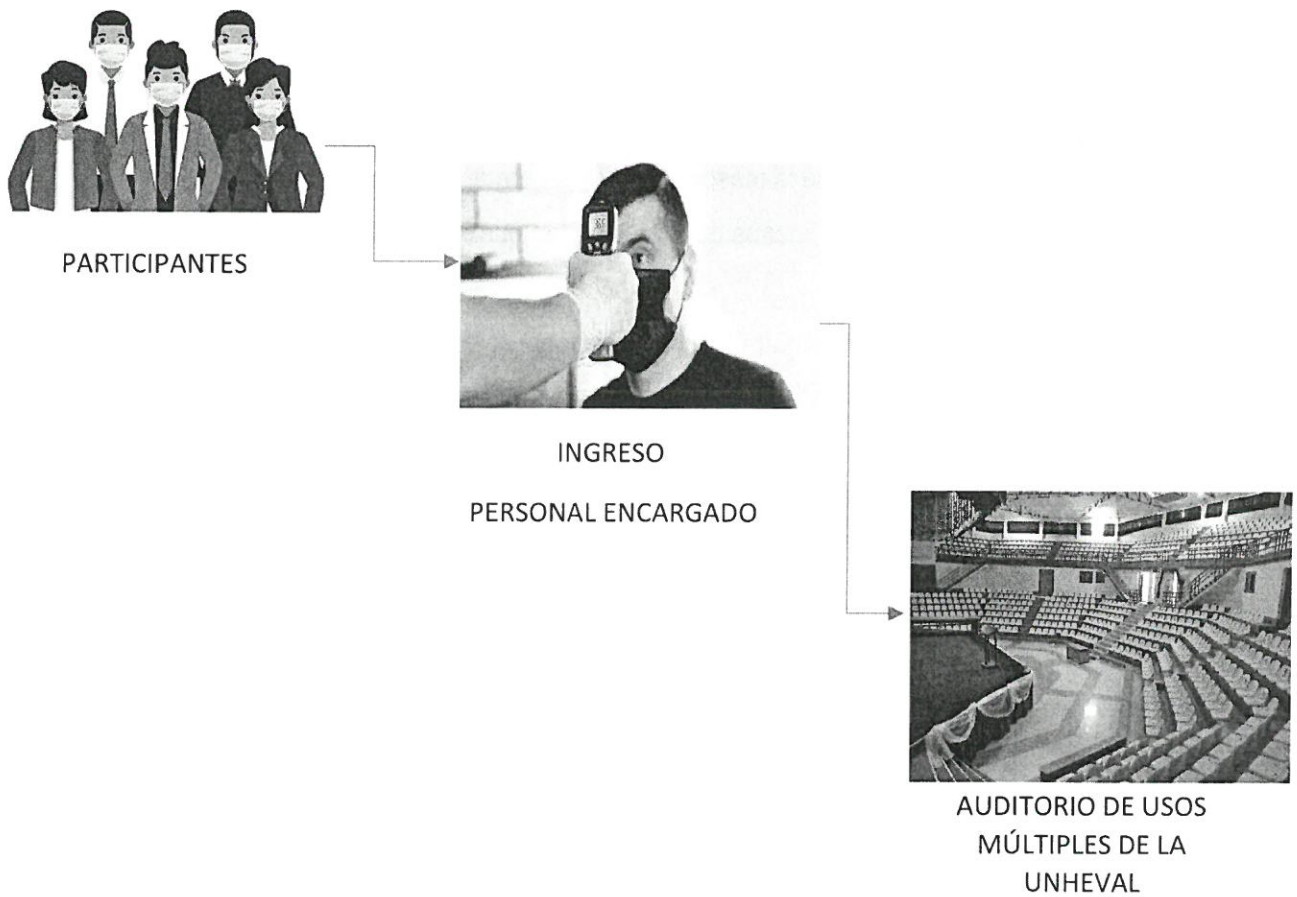 PARTICIPANTES
INGRESO
PERSONAL ENCARGADO
AUDITORIO DE USOS
MÚLTIPLES DE LA
UNHEVAL